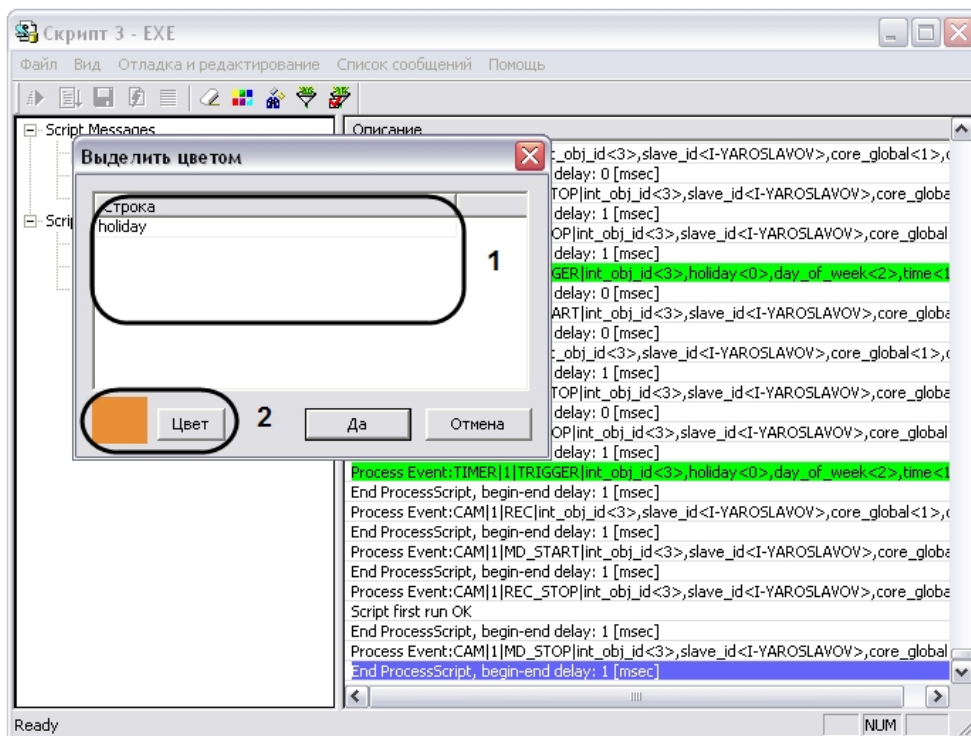 Скрипт 3 - EXE
Файл Вид Отладка и редактирование Список сообщений Помощь
Script Messages
Описание
Выделить цветом
Строка
holiday
1
2
Цвет
Да
Отмена
_obj_id<3>,slave_id<I-YAROSLAVOV>,core_global<1>,
delay: 0 [msec]
TOP|int_obj_id<3>,slave_id<I-YAROSLAVOV>,core_globa
delay: 1 [msec]
OP|int_obj_id<3>,slave_id<I-YAROSLAVOV>,core_global
delay: 1 [msec]
GER|int_obj_id<3>,holiday<0>,day_of_week<2>,time<1
delay: 0 [msec]
ART|int_obj_id<3>,slave_id<I-YAROSLAVOV>,core_globa
delay: 0 [msec]
_obj_id<3>,slave_id<I-YAROSLAVOV>,core_global<1>,
delay: 1 [msec]
TOP|int_obj_id<3>,slave_id<I-YAROSLAVOV>,core_globa
delay: 0 [msec]
OP|int_obj_id<3>,slave_id<I-YAROSLAVOV>,core_global
delay: 1 [msec]
Process Event:TIMER|1|TRIGGER|int_obj_id<3>,holiday<0>,day_of_week<2>,time<1
End ProcessScript, begin-end delay: 1 [msec]
Process Event:CAM|1|REC|int_obj_id<3>,slave_id<I-YAROSLAVOV>,core_global<1>,
End ProcessScript, begin-end delay: 1 [msec]
Process Event:CAM|1|MD_START|int_obj_id<3>,slave_id<I-YAROSLAVOV>,core_globa
End ProcessScript, begin-end delay: 1 [msec]
Process Event:CAM|1|REC_STOP|int_obj_id<3>,slave_id<I-YAROSLAVOV>,core_globa
Script first run OK
End ProcessScript, begin-end delay: 1 [msec]
Process Event:CAM|1|MD_STOP|int_obj_id<3>,slave_id<I-YAROSLAVOV>,core_global
End ProcessScript, begin-end delay: 1 [msec]
Ready
NUM